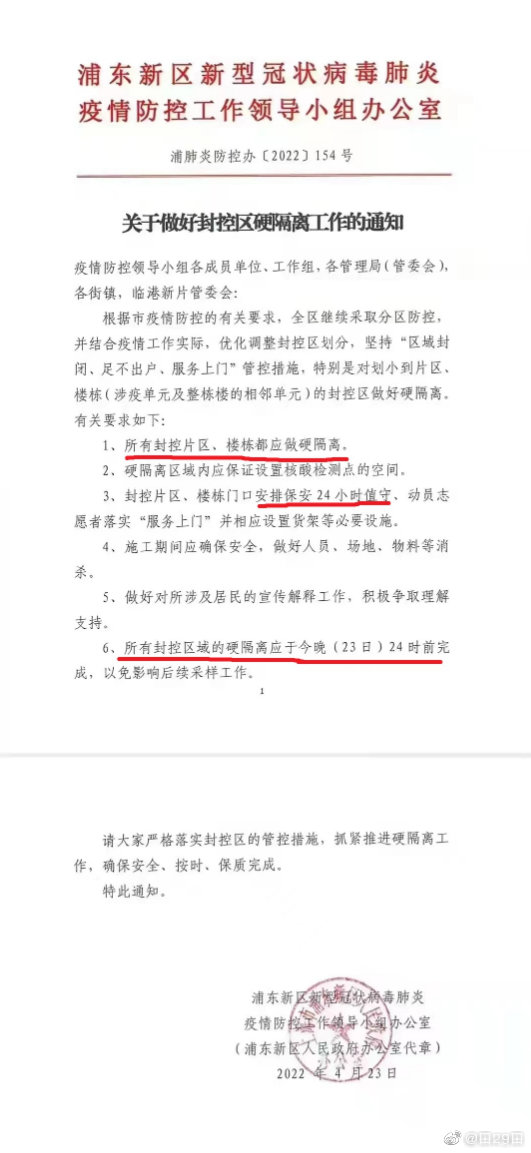 浦东新区新型冠状病毒肺炎
疫情防控工作领导小组办公室
浦肺炎防控办〔2022〕154 号
关于做好封控区硬隔离工作的通知
疫情防控领导小组各成员单位、工作组，各管理局（管委会），
各街镇，临港新片管委会：
根据市疫情防控的有关要求，全区继续采取分区防控，
并结合疫情工作实际，优化调整封控区划分，坚持“区域封
闭、足不出户、服务上门”管控措施，特别是对划小到片区、
楼栋（涉疫单元及整栋楼的相邻单元）的封控区做好硬隔离。
有关要求如下：
1、所有封控片区、楼栋都应做硬隔离。
2、硬隔离区域内应保证设置核酸检测点的空间。
3、封控片区、楼栋门口安排保安 24 小时值守、动员志
愿者落实“服务上门”并相应设置货架等必要设施。
4、施工期间应确保安全，做好人员、场地、物料等消
杀。
5、做好对所涉及居民的宣传解释工作，积极争取理解
支持。
6、所有封控区域的硬隔离应于今晚（23 日）24 时前完
成，以免影响后续采样工作。
1
请大家严格落实封控区的管控措施，抓紧推进硬隔离工
作，确保安全、按时、保质完成。
特此通知。
浦东新区新型冠状病毒肺炎
疫情防控工作领导小组办公室
（浦东新区人民政府办公室代章）
2022 年 4 月 23 日
@田29田